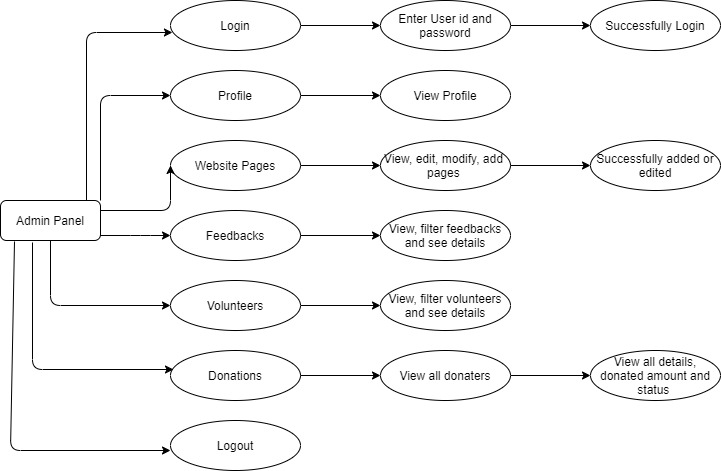 Login
Enter User id and
password
Successfully Login
Profile
View Profile
Website Pages
View, edit, modify, add
pages
Successfully added or
edited
Admin Panel
Feedbacks
View, filter feedbacks
and see details
Volunteers
View, filter volunteers
and see details
Donations
View all donaters
View all details,
donated amount and
status
Logout